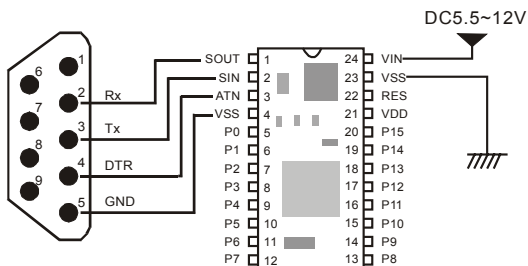 DC5.5~12V
1
6
2
Rx
7
3
Tx
8
4
DTR
9
5
GND
SOUT 1 24 VIN
SIN 2 23 VSS
ATN 3 22 RES
VSS 4 21 VDD
P0 5 20 P15
P1 6 19 P14
P2 7 18 P13
P3 8 17 P12
P4 9 16 P11
P5 10 15 P10
P6 11 14 P9
P7 12 13 P8